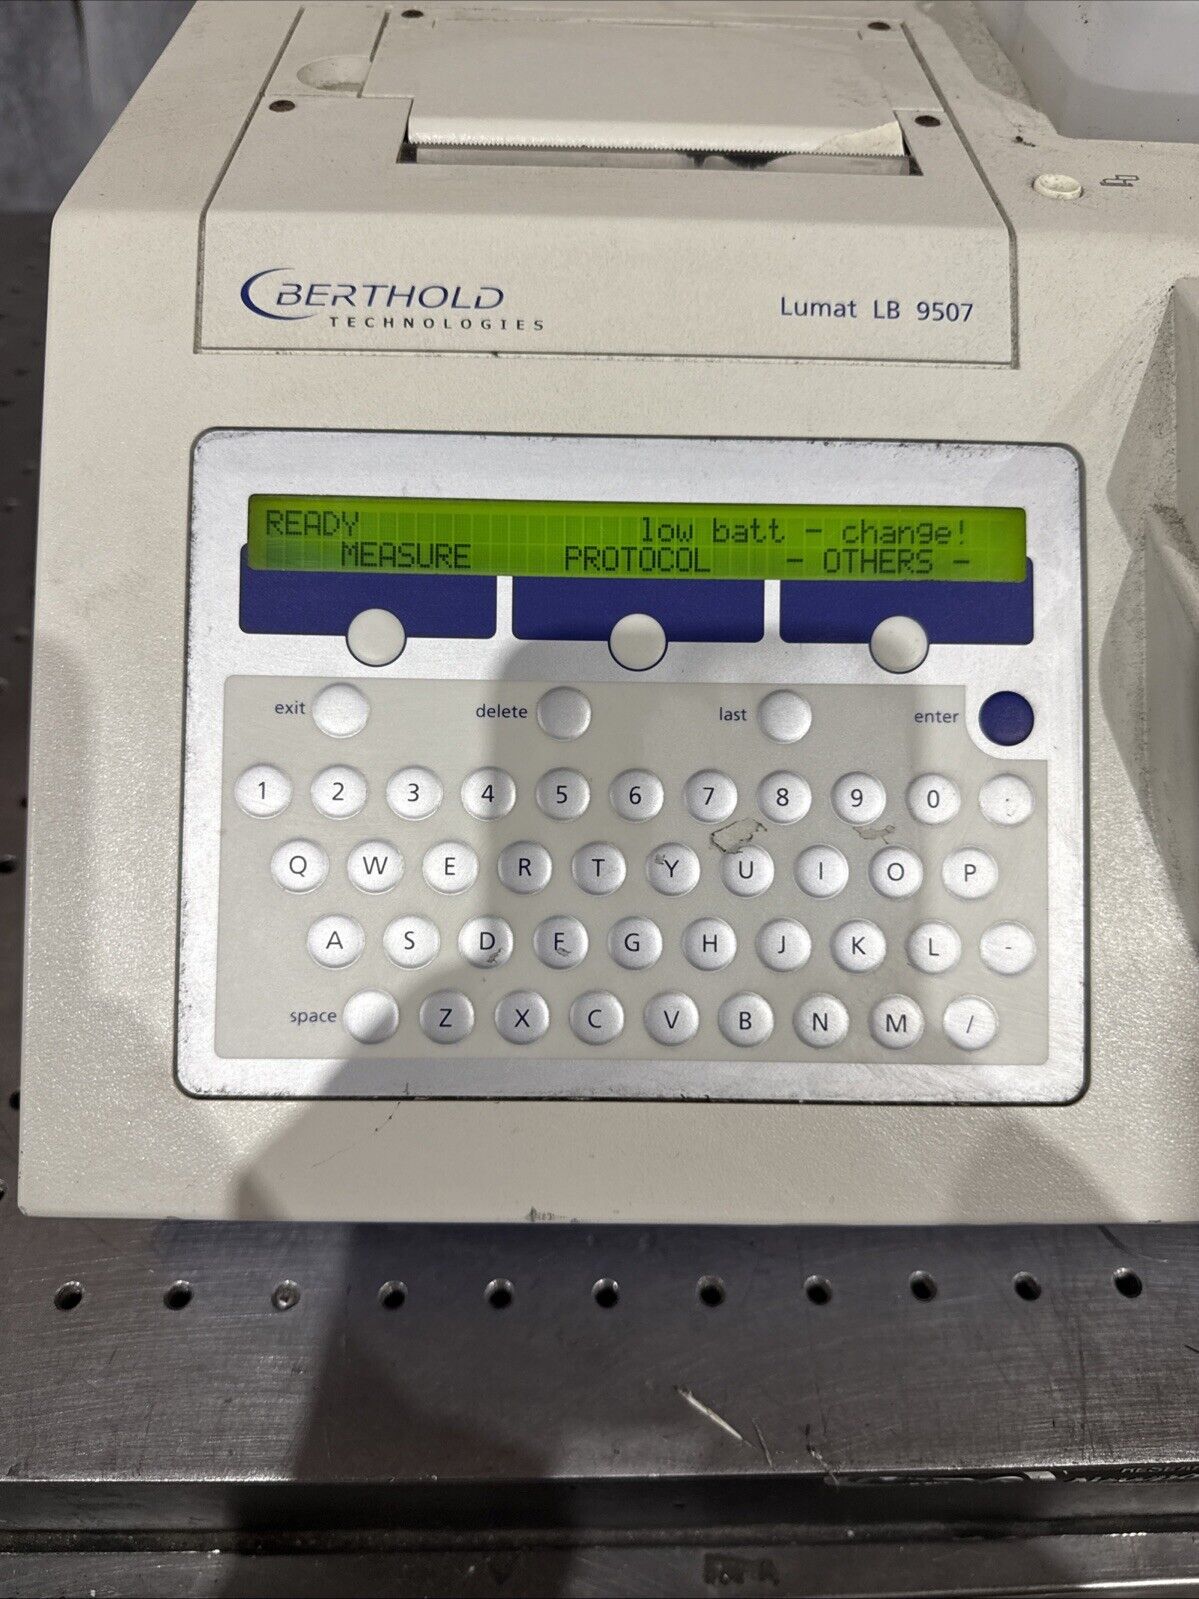 BERTHOLD
TECHNOLOGIES
Lumat LB 9507
READY low batt - change!
MEASURE PROTOCOL - OTHERS -
exit delete last enter
1 2 3 4 5 6 7 8 9 0 .
Q W E R T Y U I O P
A S D F G H J K L -
space Z X C V B N M /